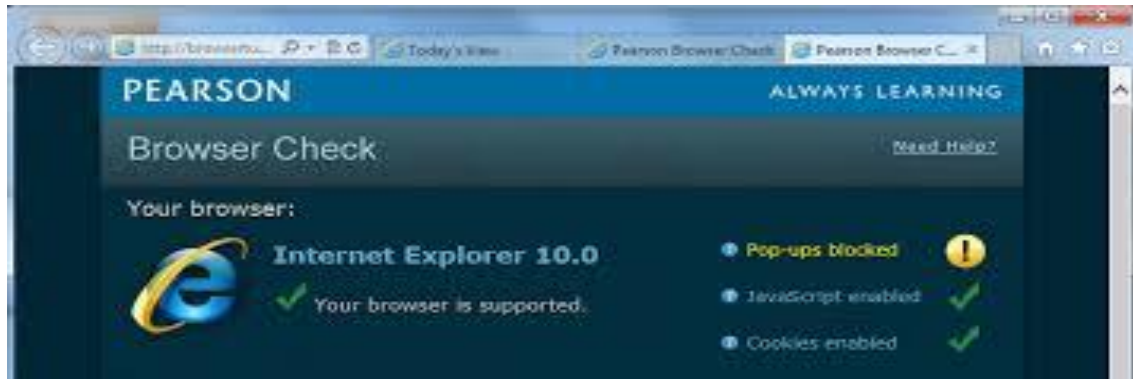 Today's View
Pearson Browser Check
Pearson Browser C...
PEARSON
ALWAYS LEARNING
Browser Check
Need Help?
Your browser:
Internet Explorer 10.0
Your browser is supported.
Pop-ups blocked
JavaScript enabled
Cookies enabled